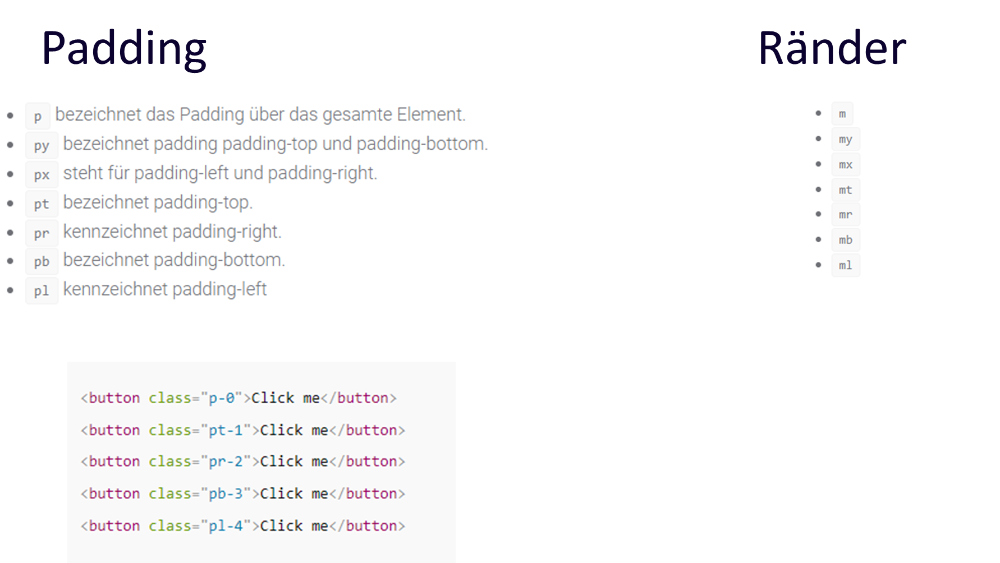 Padding
p bezeichnet das Padding über das gesamte Element.
py bezeichnet padding padding-top und padding-bottom.
px steht für padding-left und padding-right.
pt bezeichnet padding-top.
pr kennzeichnet padding-right.
pb bezeichnet padding-bottom.
pl kennzeichnet padding-left
<button class="p-0">Click me</button>
<button class="pt-1">Click me</button>
<button class="pr-2">Click me</button>
<button class="pb-3">Click me</button>
<button class="pl-4">Click me</button>
Ränder
m
my
mx
mt
mr
mb
ml